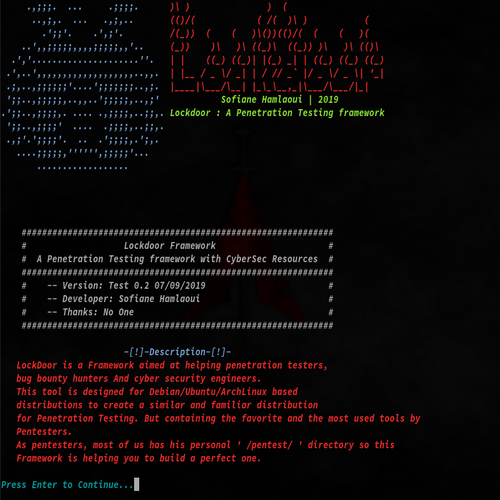 Sofiane Hamlaoui | 2019
Lockdoor : A Penetration Testing framework
############################################################
# Lockdoor Framework #
# A Penetration Testing framework with CyberSec Resources #
############################################################
# -- Version: Test 0.2 07/09/2019 #
# -- Developer: Sofiane Hamlaoui #
# -- Thanks: No One #
############################################################
-[!]-Description-[!]-
LockDoor is a Framework aimed at helping penetration testers,
bug bounty hunters And cyber security engineers.
This tool is designed for Debian/Ubuntu/ArchLinux based
distributions to create a similar and familiar distribution
for Penetration Testing. But containing the favorite and the most used tools by
Pentesters.
As pentesters, most of us has his personal ' /pentest/ ' directory so this
Framework is helping you to build a perfect one.
Press Enter to Continue...